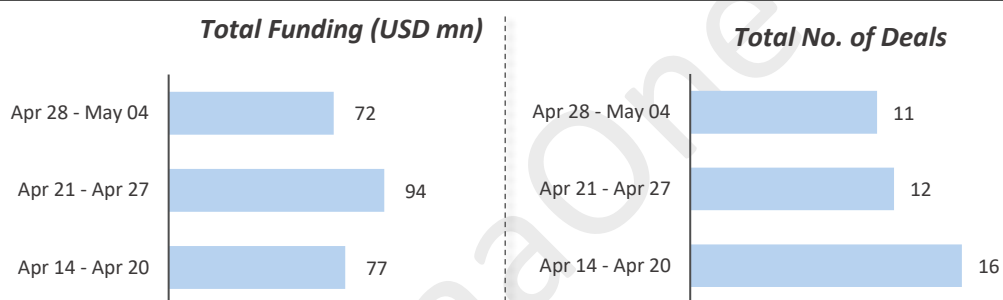 Total Funding (USD mn)
Apr 28 - May 04
72
Apr 21 - Apr 27
94
Apr 14 - Apr 20
77
Total No. of Deals
Apr 28 - May 04
11
Apr 21 - Apr 27
12
Apr 14 - Apr 20
16